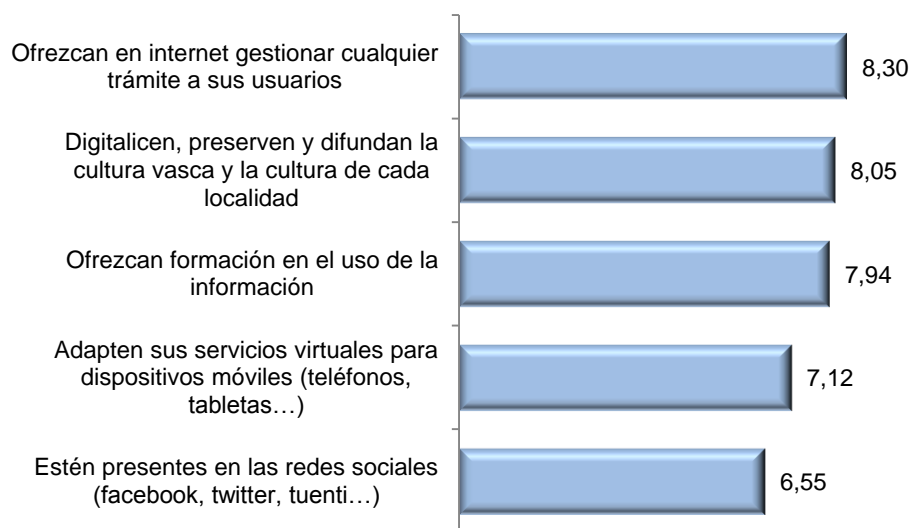 Ofrezcan en internet gestionar cualquier
trámite a sus usuarios
8,30
Digitalicen, preserven y difundan la
cultura vasca y la cultura de cada
localidad
8,05
Ofrezcan formación en el uso de la
información
7,94
Adapten sus servicios virtuales para
dispositivos móviles (teléfonos,
tabletas…)
7,12
Estén presentes en las redes sociales
(facebook, twitter, tuenti…)
6,55